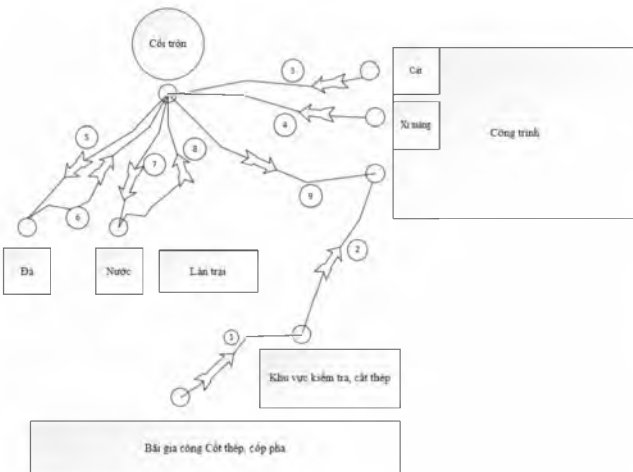 Cối trộn
3
Cát
4
Xi măng
Công trình
5
7
8
9
6
2
Đá
Nước
Lán trại
1
Khu vực kiểm tra, cắt thép
Bãi gia công Cốt thép, cốp pha